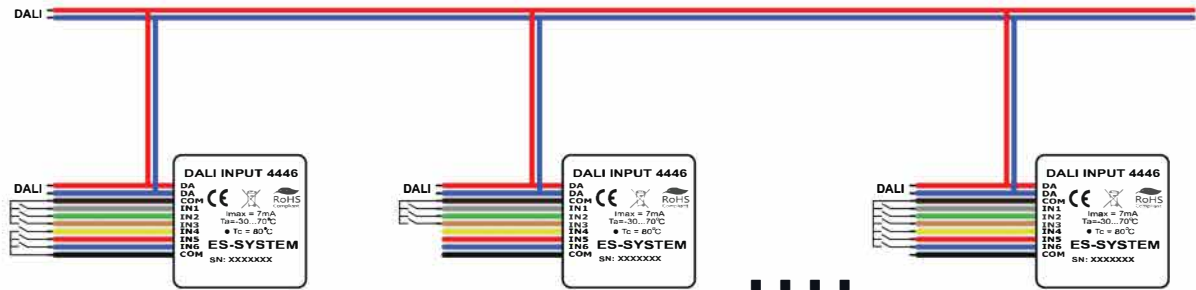 DALI
DALI INPUT 4446
DALI
DA
DA
COM
IN1
IN2
IN3
IN4
IN5
IN6
COM
CE
RoHS
Compliant
Imax = 7mA
Ta=-30...70°C
Tc = 80°C
ES-SYSTEM
SN: XXXXXXX
DALI INPUT 4446
DALI
DA
DA
COM
IN1
IN2
IN3
IN4
IN5
IN6
COM
CE
RoHS
Compliant
Imax = 7mA
Ta=-30...70°C
Tc = 80°C
ES-SYSTEM
SN: XXXXXXX
DALI INPUT 4446
DALI
DA
DA
COM
IN1
IN2
IN3
IN4
IN5
IN6
COM
CE
RoHS
Compliant
Imax = 7mA
Ta=-30...70°C
Tc = 80°C
ES-SYSTEM
SN: XXXXXXX